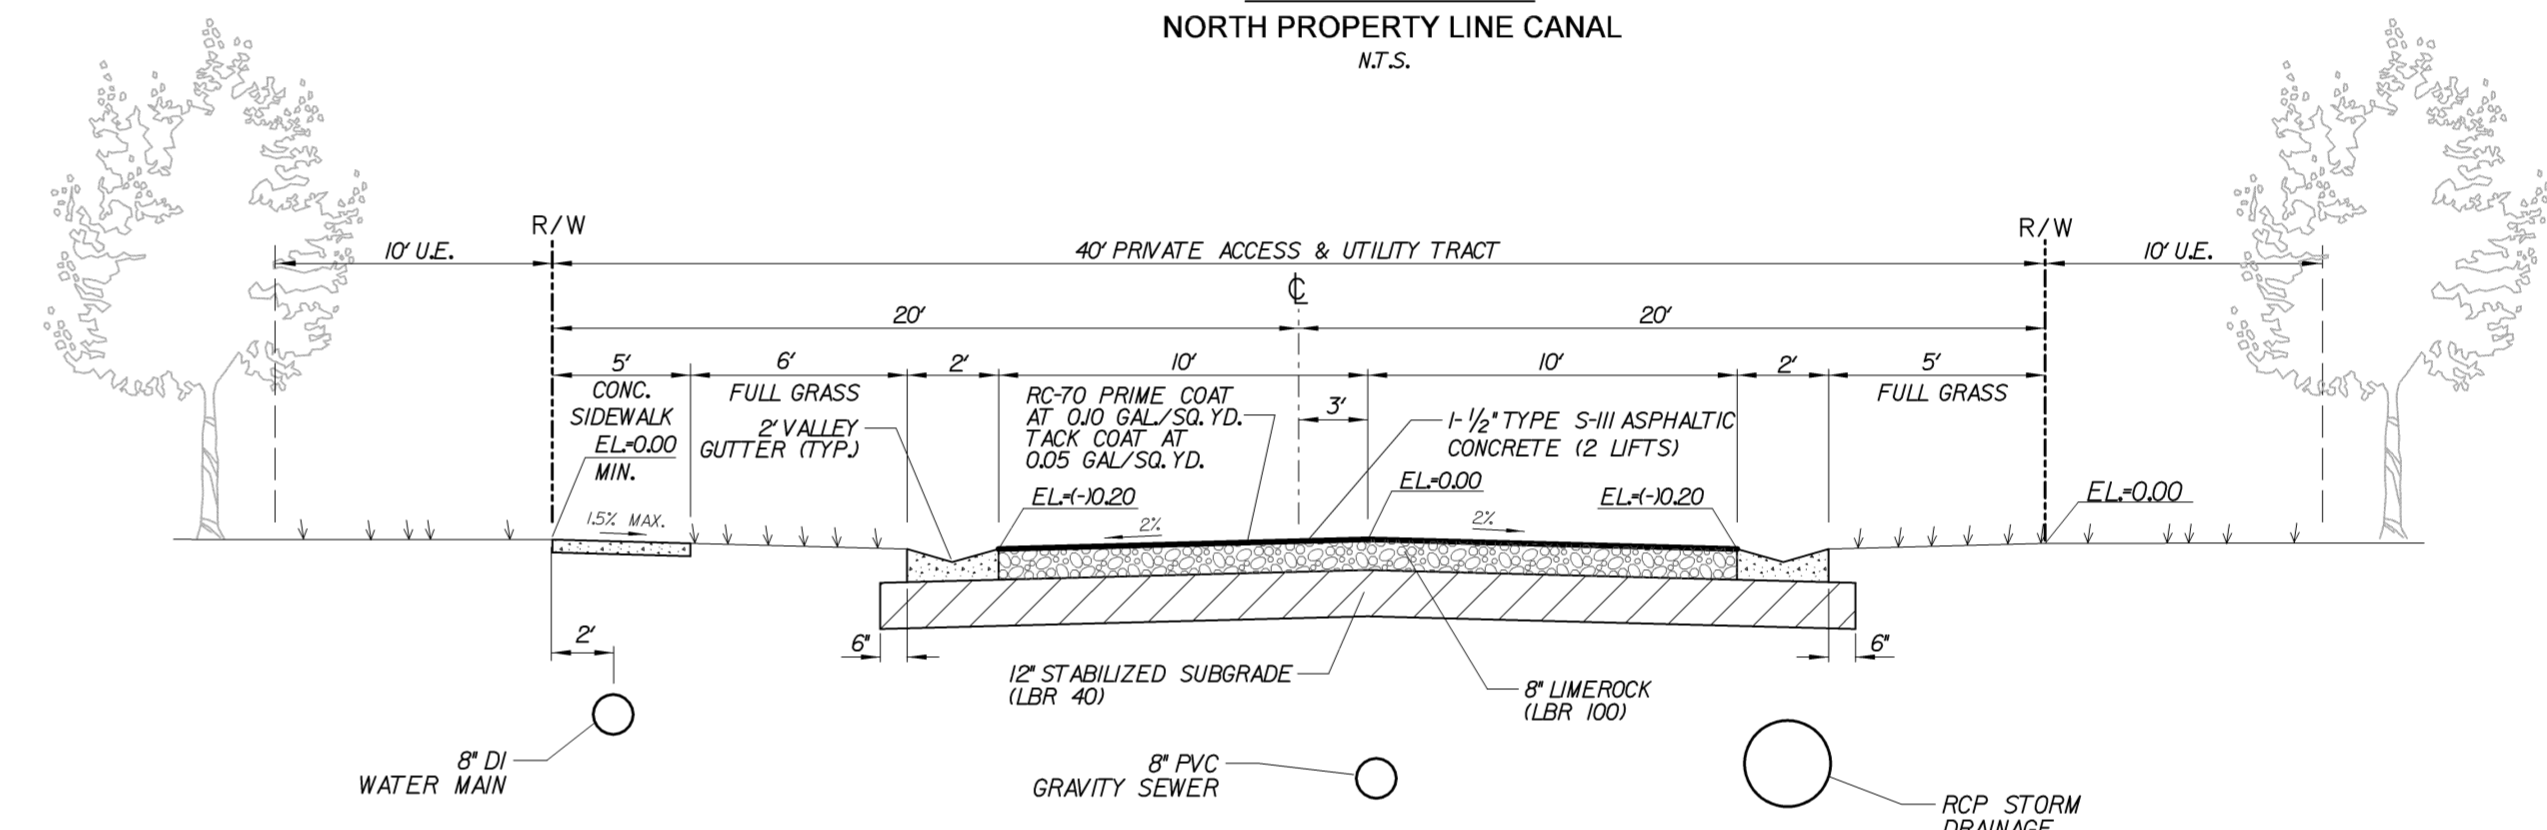 NORTH PROPERTY LINE CANAL
N.T.S.
R/W
R/W
10' U.E.
40' PRIVATE ACCESS & UTILITY TRACT
10' U.E.
℄
20'
20'
5'
6'
2'
10'
10'
2'
5'
CONC.
SIDEWALK
EL.=0.00
MIN.
FULL GRASS
2' VALLEY
GUTTER (TYP.)
RC-70 PRIME COAT
AT 0.10 GAL./SQ. YD.
TACK COAT AT
0.05 GAL/SQ. YD.
3'
1-1/2" TYPE S-III ASPHALTIC
CONCRETE (2 LIFTS)
FULL GRASS
EL.=(-)0.20
EL.=0.00
EL.=(-)0.20
EL.=0.00
1.5% MAX.
2%
2%
2'
6"
6"
12" STABILIZED SUBGRADE
(LBR 40)
8" LIMEROCK
(LBR 100)
8" DI
WATER MAIN
8" PVC
GRAVITY SEWER
RCP STORM
DRAINAGE